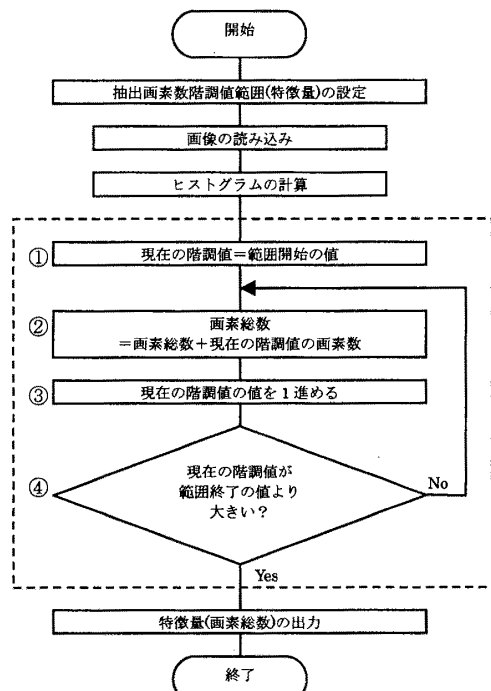 開始
抽出画素数階調値範囲(特徴量)の設定
画像の読み込み
ヒストグラムの計算
① 現在の階調値＝範囲開始の値
② 画素総数
＝画素総数＋現在の階調値の画素数
③ 現在の階調値の値を1進める
④ 現在の階調値が
範囲終了の値より
大きい？
No
Yes
特徴量(画素総数)の出力
終了